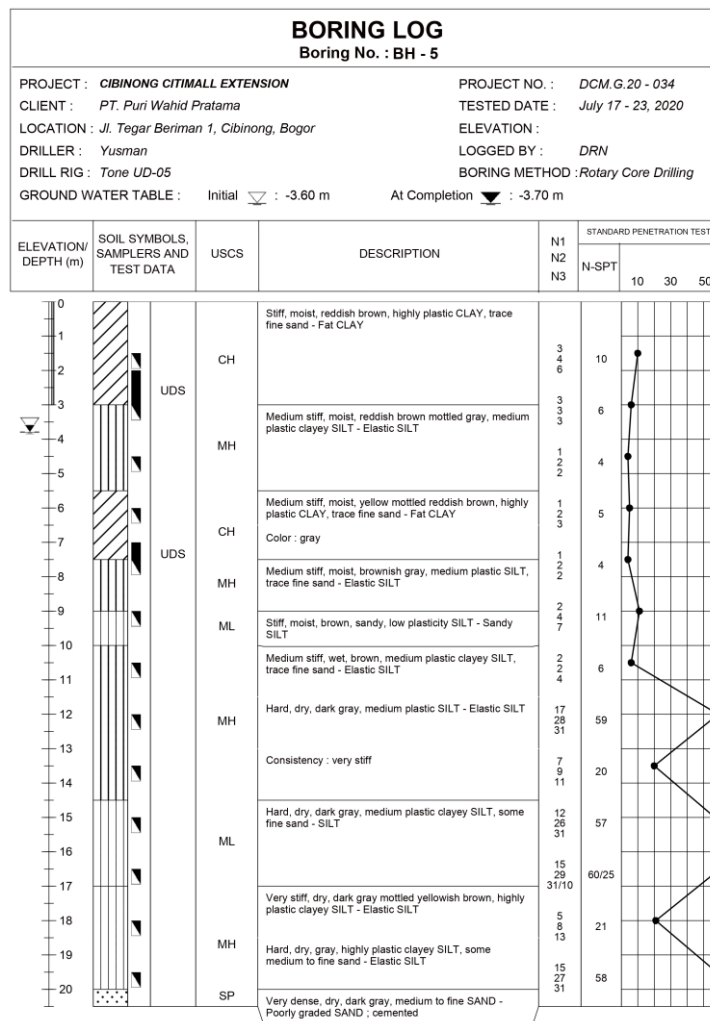 BORING LOG
Boring No. : BH - 5
PROJECT : CIBINONG CITIMALL EXTENSION
PROJECT NO. : DCM.G.20 - 034
CLIENT : PT. Puri Wahid Pratama
TESTED DATE : July 17 - 23, 2020
LOCATION : Jl. Tegar Beriman 1, Cibinong, Bogor
ELEVATION :
DRILLER : Yusman
LOGGED BY : DRN
DRILL RIG : Tone UD-05
BORING METHOD : Rotary Core Drilling
GROUND WATER TABLE : Initial : -3.60 m At Completion : -3.70 m
ELEVATION/
DEPTH (m)
SOIL SYMBOLS,
SAMPLERS AND
TEST DATA
USCS
DESCRIPTION
N1
N2
N3
STANDARD PENETRATION TEST
N-SPT
10 30 50
0
Stiff, moist, reddish brown, highly plastic CLAY, trace
fine sand - Fat CLAY
1
CH
3
4
6
10
2
UDS
3
3
3
3
6
Medium stiff, moist, reddish brown mottled gray, medium
plastic clayey SILT - Elastic SILT
4
MH
1
2
2
4
5
Medium stiff, moist, yellow mottled reddish brown, highly
plastic CLAY, trace fine sand - Fat CLAY
6
1
2
3
5
CH
Color : gray
7
UDS
1
2
2
4
Medium stiff, moist, brownish gray, medium plastic SILT,
trace fine sand - Elastic SILT
8
MH
9
2
4
7
11
ML
Stiff, moist, brown, sandy, low plasticity SILT - Sandy
SILT
10
Medium stiff, wet, brown, medium plastic clayey SILT,
trace fine sand - Elastic SILT
2
2
4
6
11
Hard, dry, dark gray, medium plastic SILT - Elastic SILT
12
MH
17
28
31
59
13
Consistency : very stiff
7
9
11
20
14
Hard, dry, dark gray, medium plastic clayey SILT, some
fine sand - SILT
15
12
26
31
57
ML
16
15
29
31/10
60/25
17
Very stiff, dry, dark gray mottled yellowish brown, highly
plastic clayey SILT - Elastic SILT
18
5
8
13
21
MH
Hard, dry, gray, highly plastic clayey SILT, some
medium to fine sand - Elastic SILT
19
15
27
31
58
20
SP
Very dense, dry, dark gray, medium to fine SAND -
Poorly graded SAND ; cemented